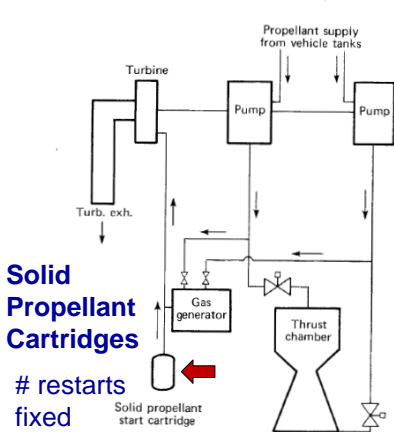 Propellant supply
from vehicle tanks
Turbine
Pump
Pump
Turb. exh.
Solid
Propellant
Cartridges
# restarts
fixed
Gas
generator
Thrust
chamber
Solid propellant
start cartridge